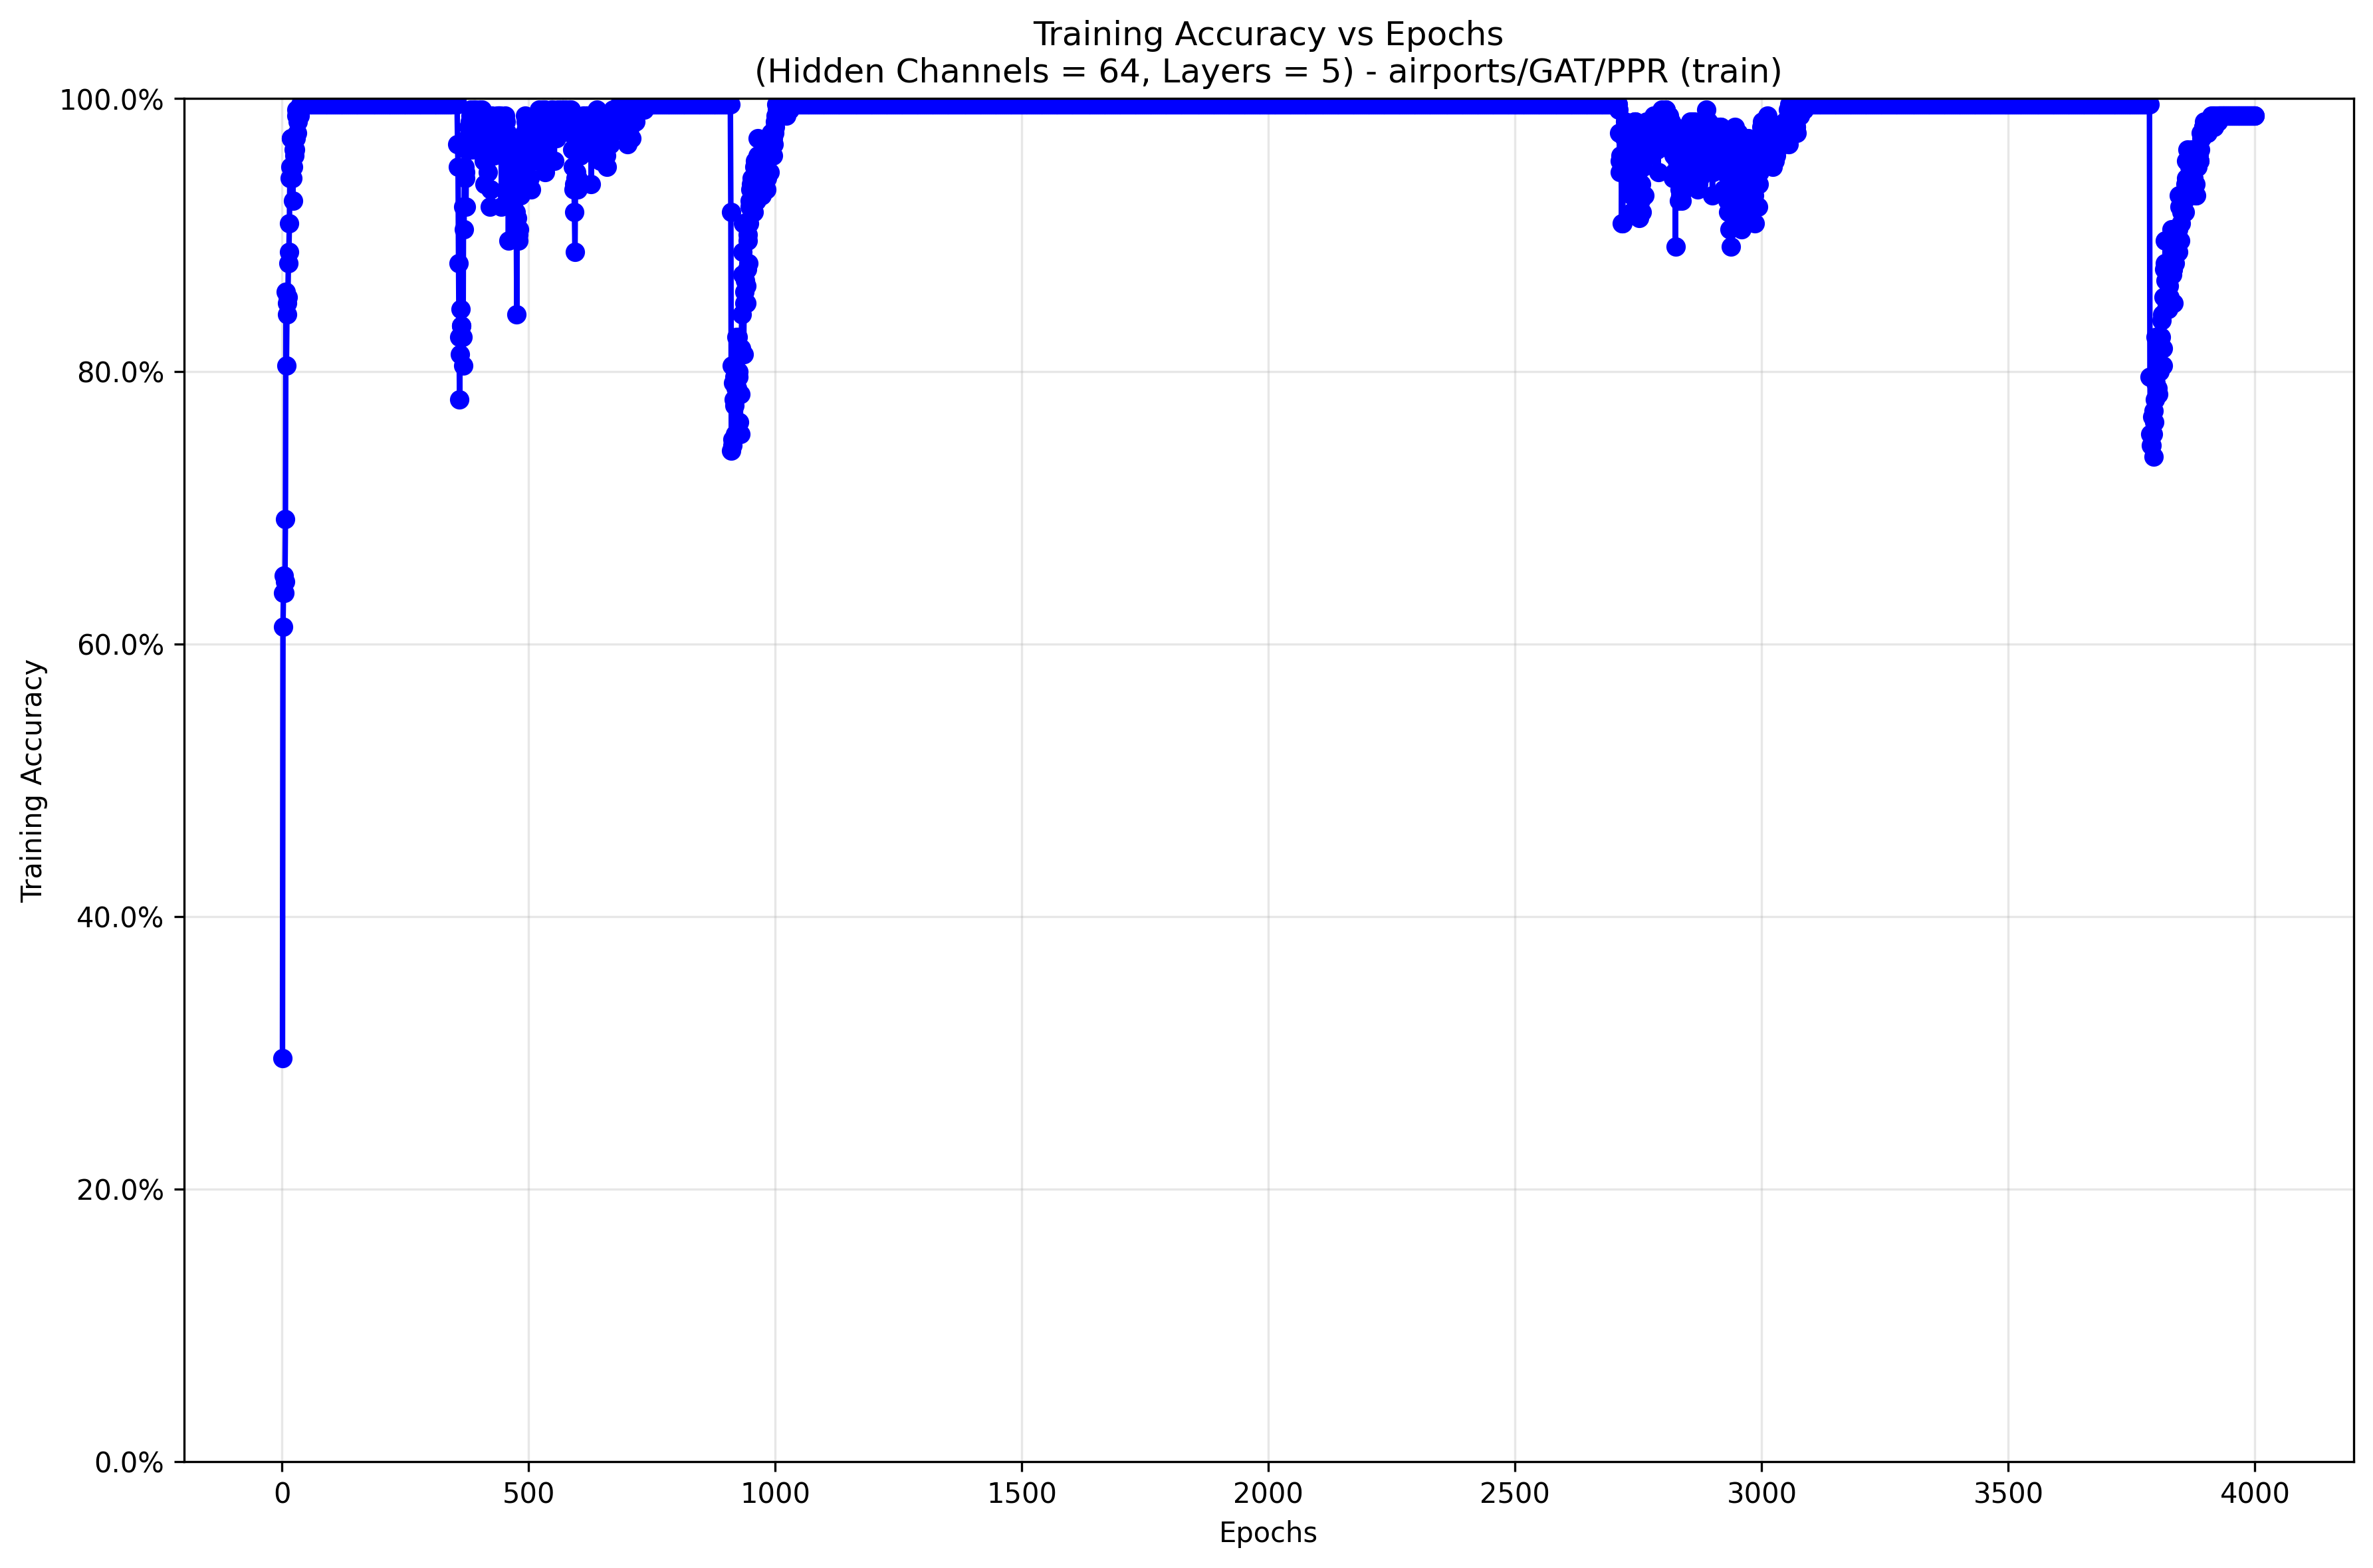 Training Accuracy vs Epochs
(Hidden Channels = 64, Layers = 5) - airports/GAT/PPR (train)
100.0%
80.0%
60.0%
40.0%
20.0%
0.0%
Training Accuracy
0 500 1000 1500 2000 2500 3000 3500 4000
Epochs